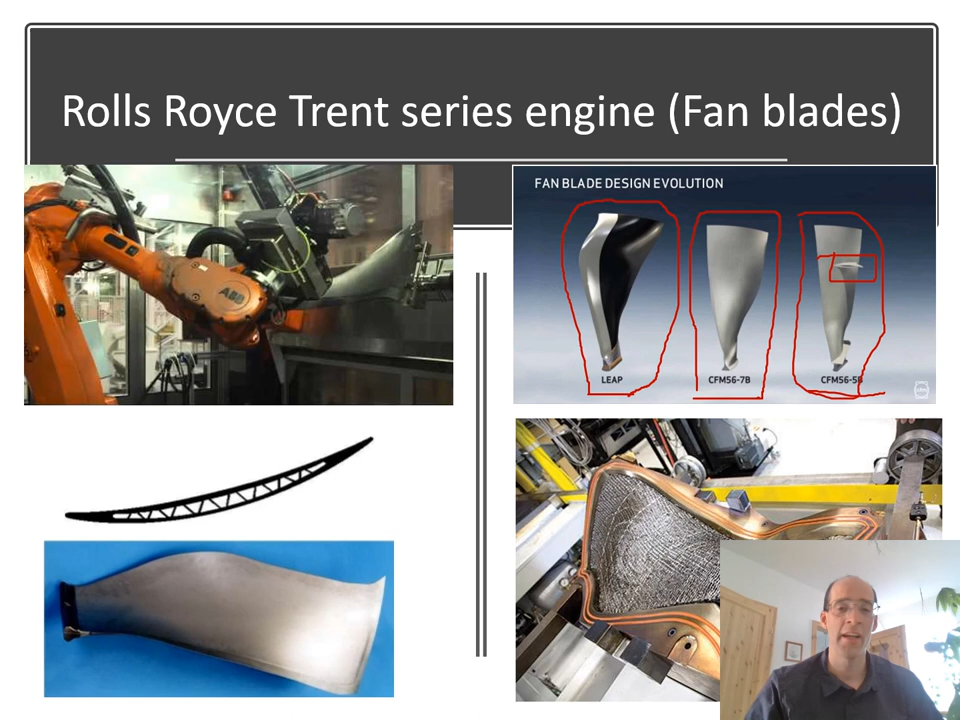 Rolls Royce Trent series engine (Fan blades)
ABB
FAN BLADE DESIGN EVOLUTION
LEAP
CFM56-7B
CFM56-5B